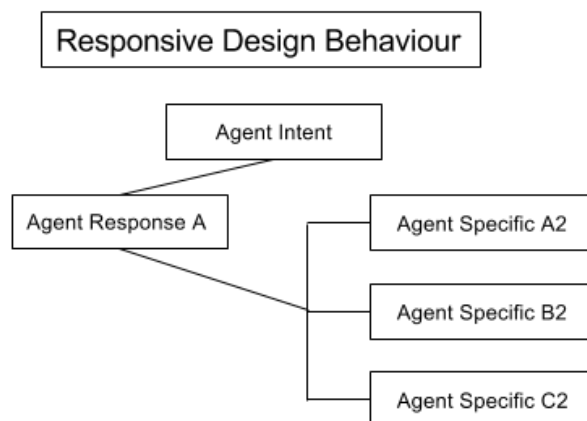 Responsive Design Behaviour
Agent Intent
Agent Response A
Agent Specific A2
Agent Specific B2
Agent Specific C2